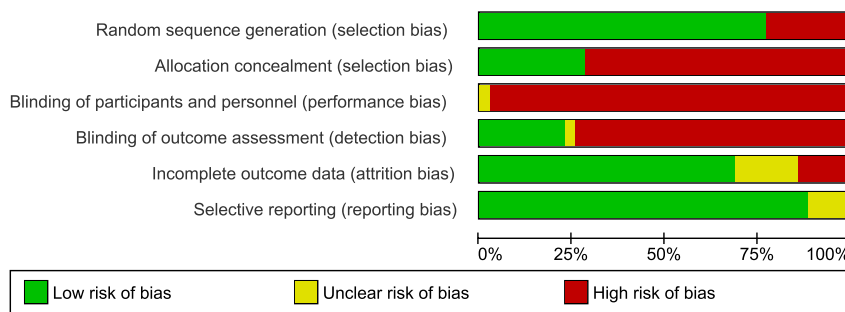 Random sequence generation (selection bias)
Allocation concealment (selection bias)
Blinding of participants and personnel (performance bias)
Blinding of outcome assessment (detection bias)
Incomplete outcome data (attrition bias)
Selective reporting (reporting bias)
0% 25% 50% 75% 100%
Low risk of bias Unclear risk of bias High risk of bias